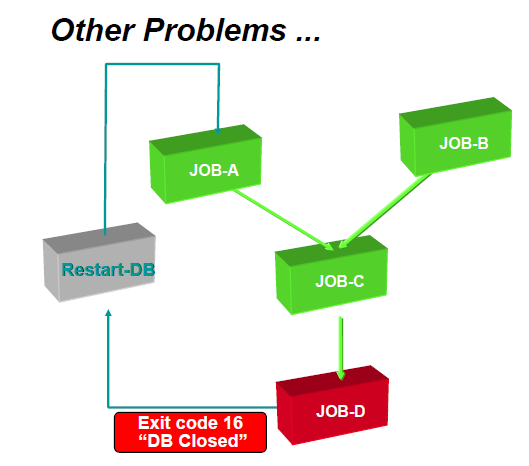 Other Problems ...
JOB-A
JOB-B
Restart-DB
JOB-C
JOB-D
Exit code 16
“DB Closed”